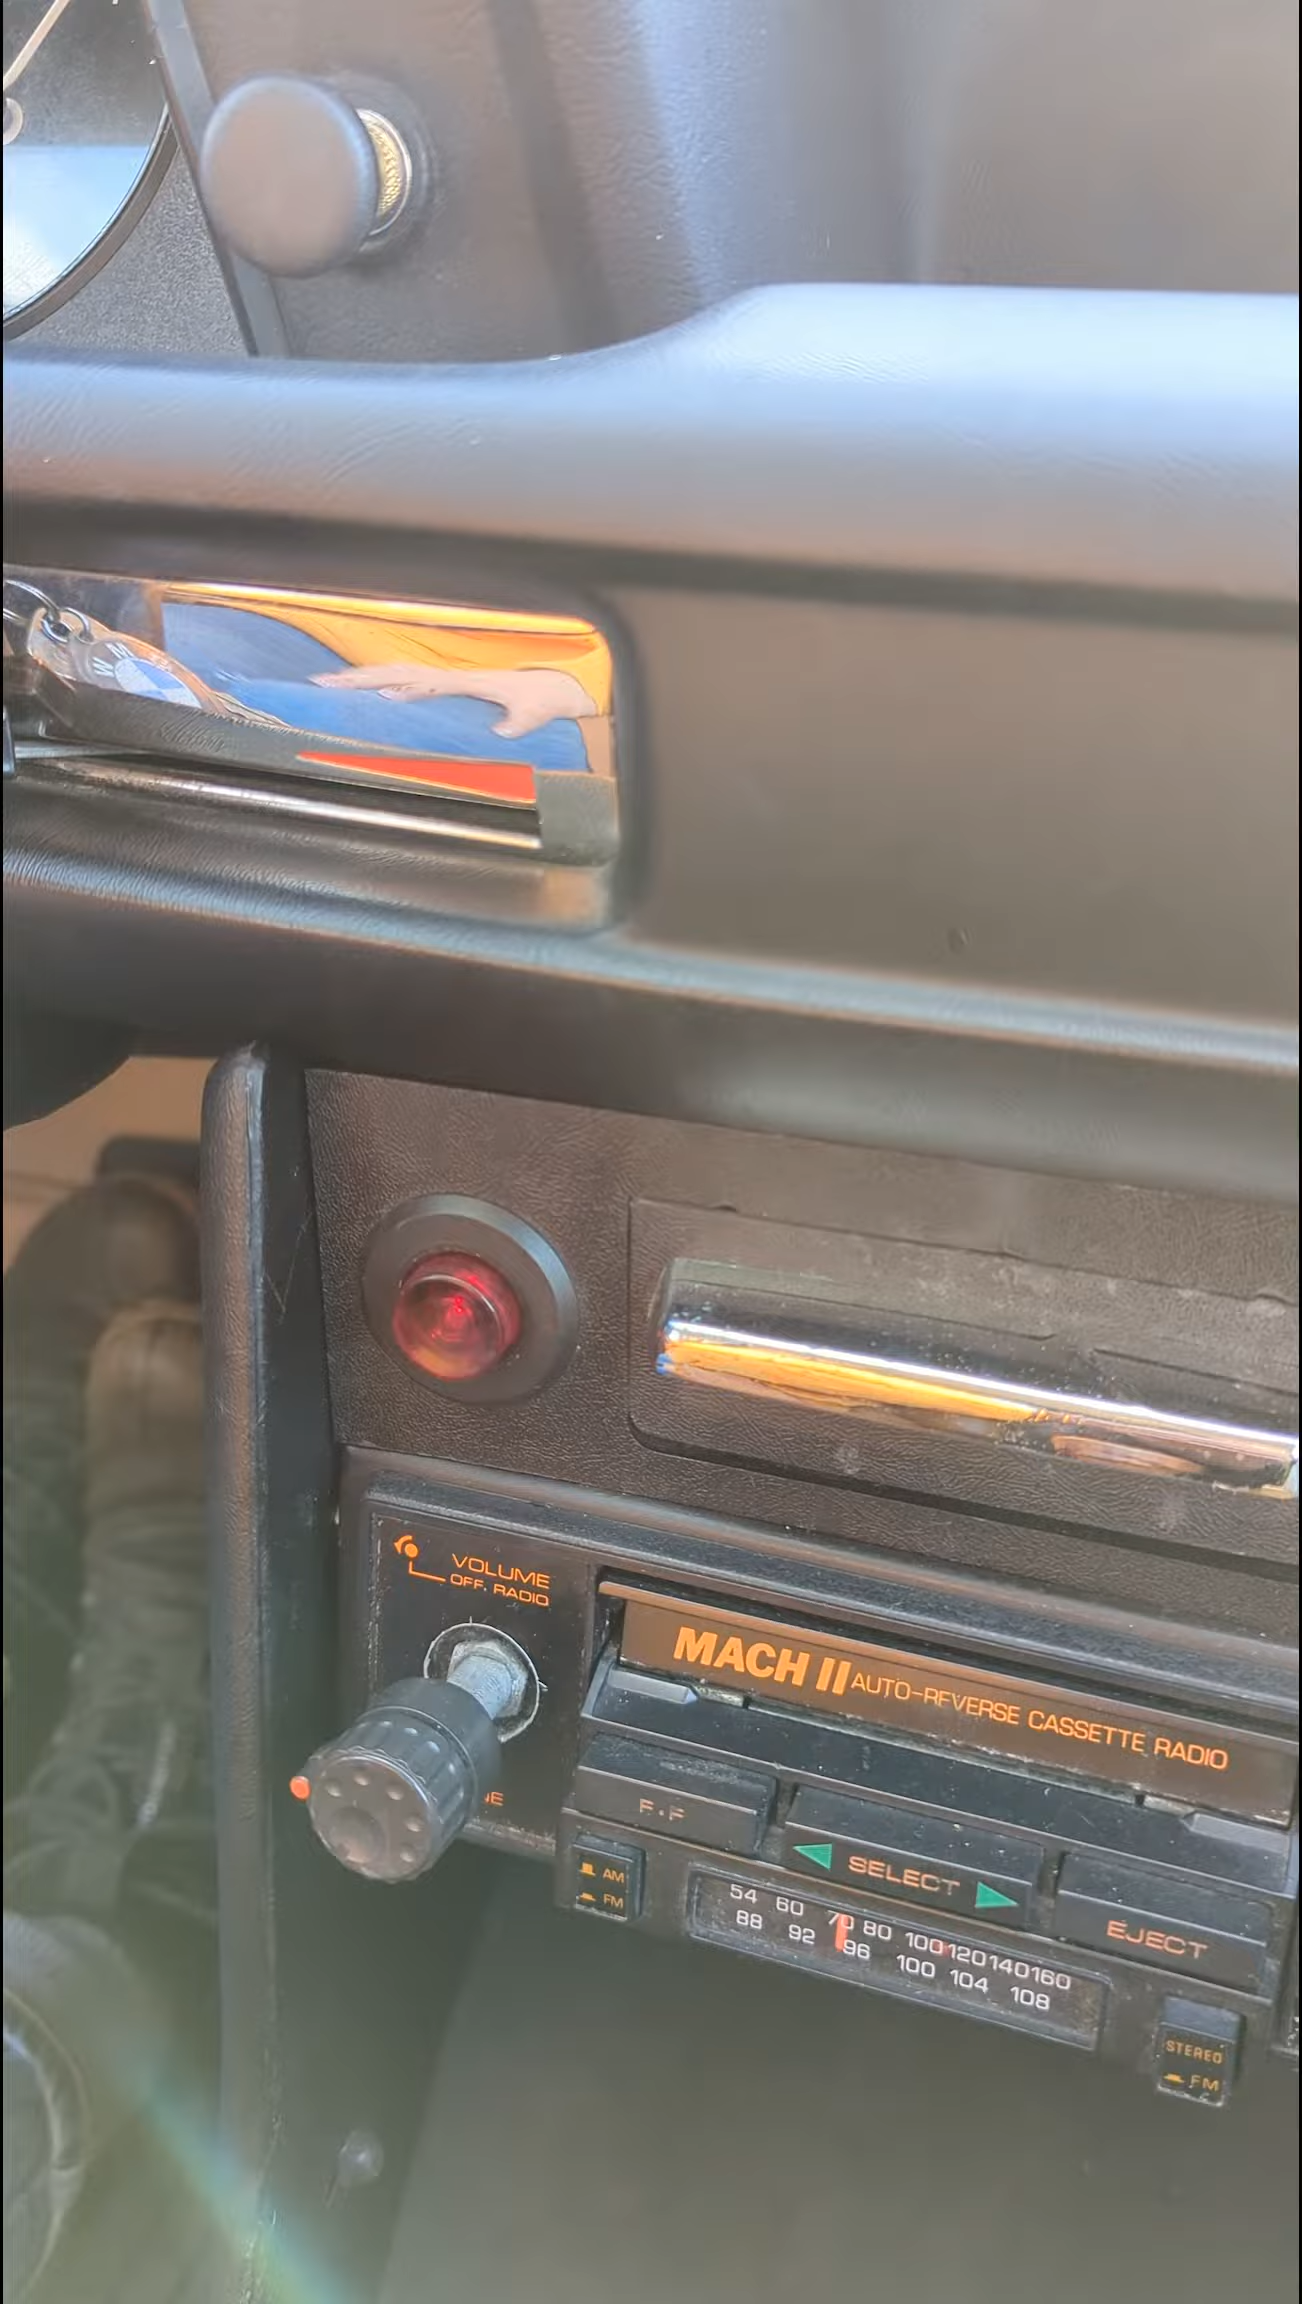 W M
VOLUME
OFF. RADIO
MACH II AUTO-REVERSE CASSETTE RADIO
F·F
SELECT
EJECT
AM
FM
54 60 70 80 100 120 140 160
88 92 96 100 104 108
STEREO
FM